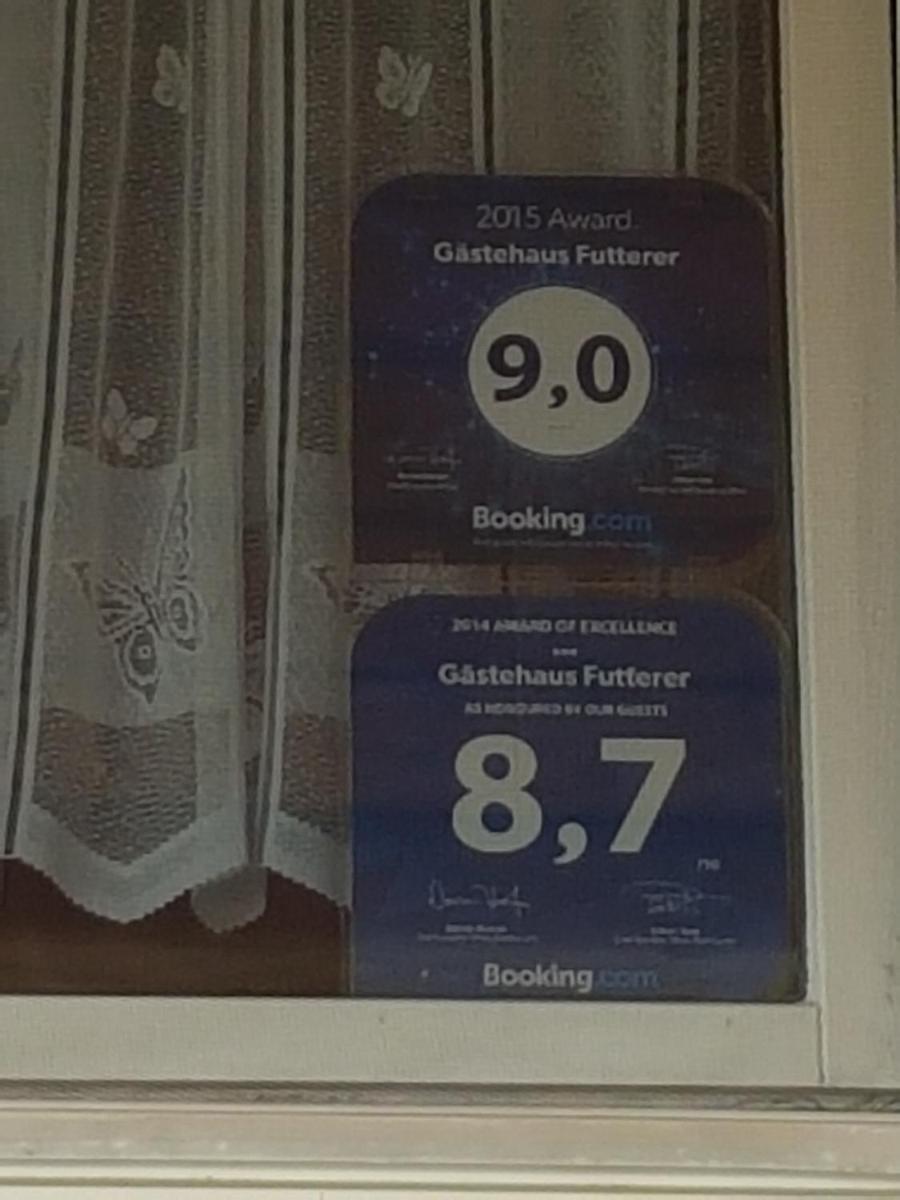 2015 Award
Gästehaus Futterer
9,0
Booking.com
2014 AWARD OF EXCELLENCE
Gästehaus Futterer
AS HONOURED BY OUR GUESTS
8,7
/10
Booking.com